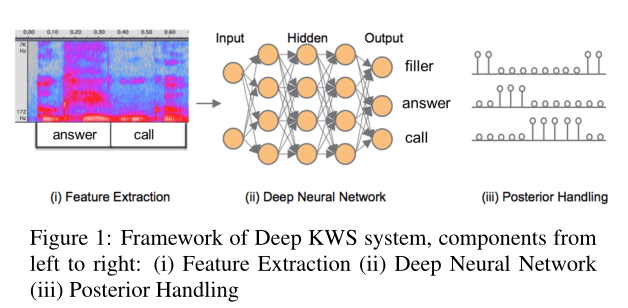 0.00 0.10 0.20 0.30 0.40 0.50 0.60
7k
Hz
172
Hz
answer call
Input Hidden Output
filler
answer
call
(i) Feature Extraction (ii) Deep Neural Network (iii) Posterior Handling
Figure 1: Framework of Deep KWS system, components from
left to right: (i) Feature Extraction (ii) Deep Neural Network
(iii) Posterior Handling